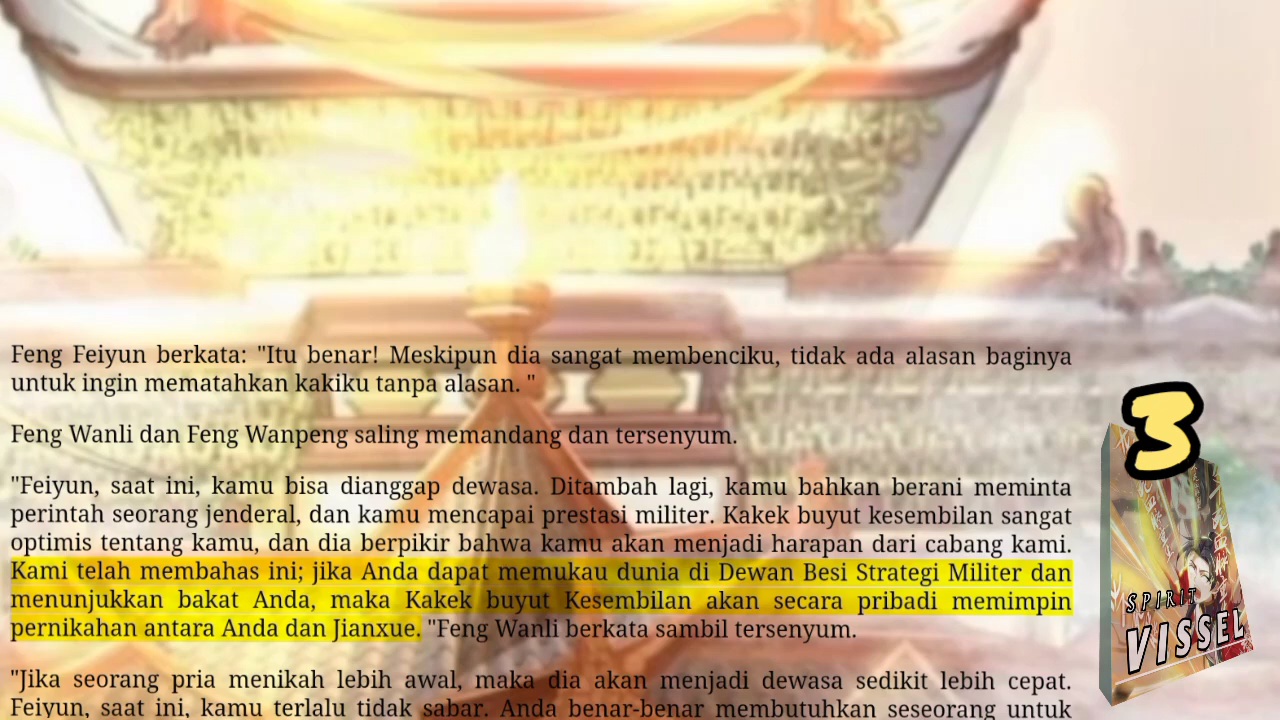 Feng Feiyun berkata: "Itu benar! Meskipun dia sangat membenciku, tidak ada alasan baginya
untuk ingin mematahkan kakiku tanpa alasan. "
Feng Wanli dan Feng Wanpeng saling memandang dan tersenyum.
"Feiyun, saat ini, kamu bisa dianggap dewasa. Ditambah lagi, kamu bahkan berani meminta
perintah seorang jenderal, dan kamu mencapai prestasi militer. Kakek buyut kesembilan sangat
optimis tentang kamu, dan dia berpikir bahwa kamu akan menjadi harapan dari cabang kami.
Kami telah membahas ini; jika Anda dapat memukau dunia di Dewan Besi Strategi Militer dan
menunjukkan bakat Anda, maka Kakek buyut Kesembilan akan secara pribadi memimpin
pernikahan antara Anda dan Jianxue. "Feng Wanli berkata sambil tersenyum.
"Jika seorang pria menikah lebih awal, maka dia akan menjadi dewasa sedikit lebih cepat.
Feiyun, saat ini, kamu terlalu tidak sabar. Anda benar-benar membutuhkan seseorang untuk
3
SPIRIT
VISSEL